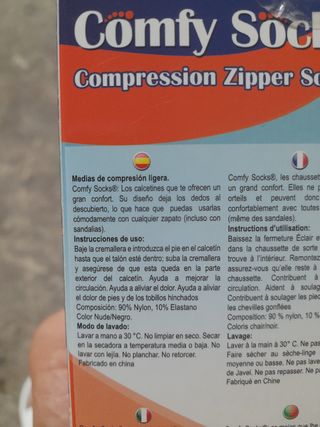 Comfy Soc
Compression Zipper So
Medias de compresión ligera.
Comfy Socks®: Los calcetines que te ofrecen un
gran confort. Su diseño deja los dedos al
descubierto, lo que hace que puedas usarlas
cómodamente con cualquier zapato (incluso con
sandalias).
Instrucciones de uso:
Baje la cremallera e introduzca el pie en el calcetín
hasta que el talón esté dentro; suba la cremallera
y asegúrese de que esta queda en la parte
exterior del calcetín. Ayuda a mejorar la
circulación. Ayuda a aliviar el dolor. Ayuda a aliviar
el dolor de pies y de los tobillos hinchados
Composición: 90% Nylon, 10% Elastano
Color Nude/Negro.
Modo de lavado:
Lavar a mano a 30 °C. No limpiar en seco. Secar
en la secadora a temperatura media o baja. No
lavar con lejía. No planchar. No retorcer.
Fabricado en china
Comfy Socks®, les chausset
un grand confort. Elles ne p
orteils et peuvent donc
confortablement avec toutes
(même des sandales).
Instructions d'utilisation:
Baissez la fermeture Éclair e
dans la chaussette de sorte
trouve à l'intérieur. Remontez
assurez-vous qu'elle reste à
chaussette. Contribuent à
circulation. Aident à soulag
Contribuent à soulager les pied
les chevilles gonflées
Composition: 90 % nylon, 10 %
Coloris chair/noir.
Lavage:
Laver à la main à 30°C. Ne pas
Faire sécher au sèche-linge
moyenne ou basse. Ne pas lave
de Javel. Ne pas repasser. Ne pa
Fabriqué en Chine